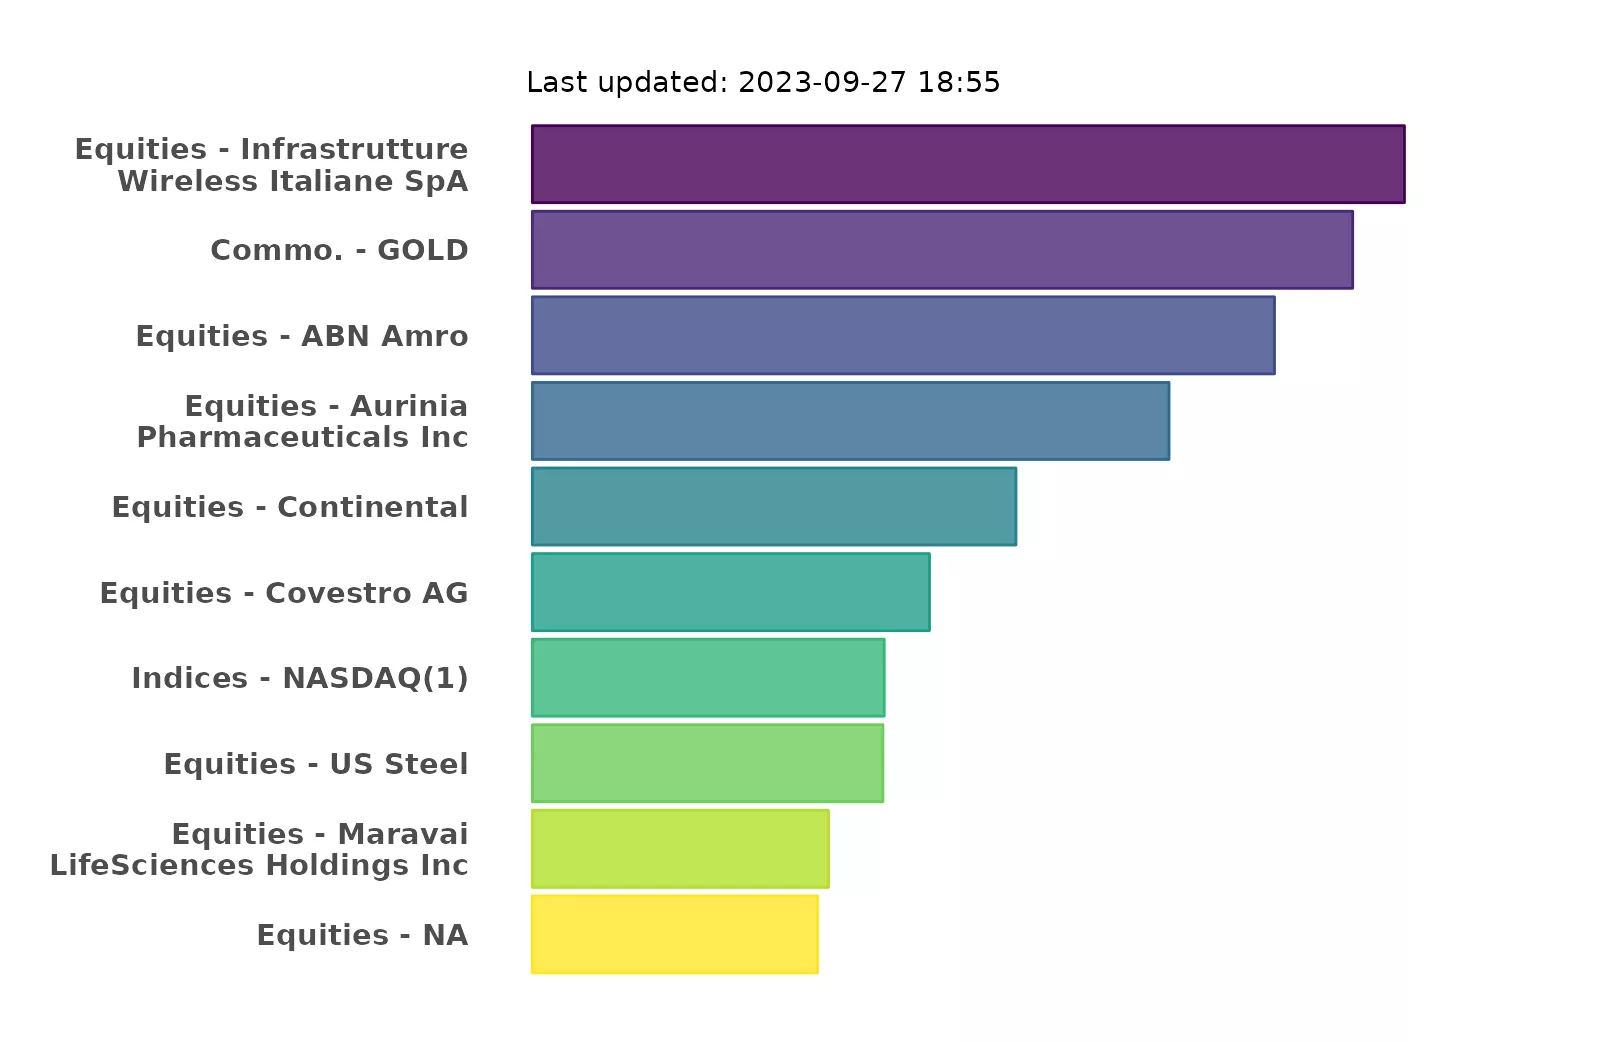 Last updated: 2023-09-27 18:55
Equities - Infrastrutture
Wireless Italiane SpA
Commo. - GOLD
Equities - ABN Amro
Equities - Aurinia
Pharmaceuticals Inc
Equities - Continental
Equities - Covestro AG
Indices - NASDAQ(1)
Equities - US Steel
Equities - Maravai
LifeSciences Holdings Inc
Equities - NA